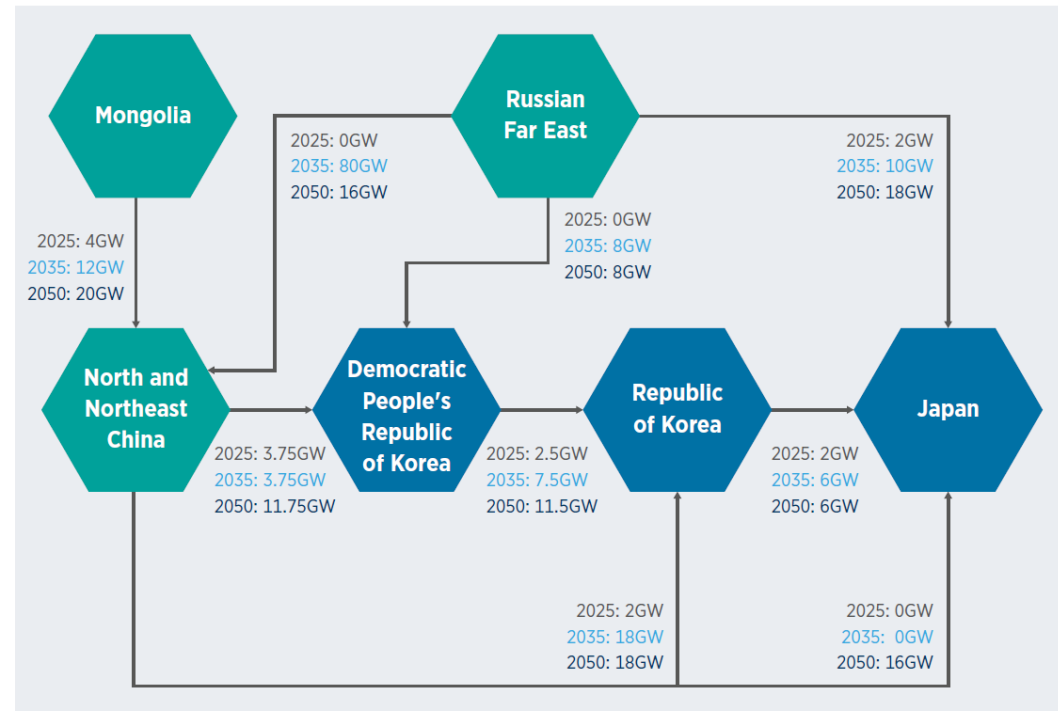 Mongolia
Russian
Far East
2025: 0GW
2035: 80GW
2050: 16GW
2025: 2GW
2035: 10GW
2050: 18GW
2025: 0GW
2035: 8GW
2050: 8GW
2025: 4GW
2035: 12GW
2050: 20GW
North and
Northeast
China
Democratic
People's
Republic
of Korea
Republic
of Korea
Japan
2025: 3.75GW
2035: 3.75GW
2050: 11.75GW
2025: 2.5GW
2035: 7.5GW
2050: 11.5GW
2025: 2GW
2035: 6GW
2050: 6GW
2025: 2GW
2035: 18GW
2050: 18GW
2025: 0GW
2035: 0GW
2050: 16GW